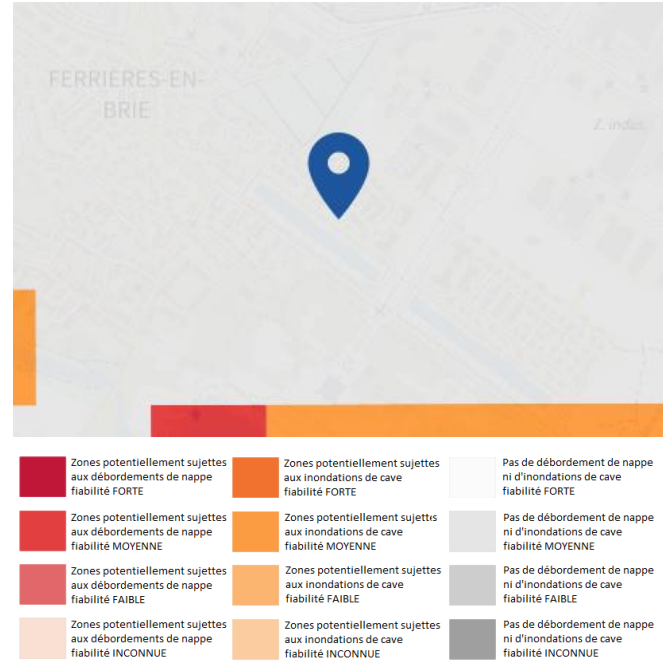 FERRIÈRES-EN-
BRIE
Zones potentiellement sujettes
aux débordements de nappe
fiabilité FORTE
Zones potentiellement sujettes
aux inondations de cave
fiabilité FORTE
Pas de débordement de nappe
ni d'inondations de cave
fiabilité FORTE
Zones potentiellement sujettes
aux débordements de nappe
fiabilité MOYENNE
Zones potentiellement sujettes
aux inondations de cave
fiabilité MOYENNE
Pas de débordement de nappe
ni d'inondations de cave
fiabilité MOYENNE
Zones potentiellement sujettes
aux débordements de nappe
fiabilité FAIBLE
Zones potentiellement sujettes
aux inondations de cave
fiabilité FAIBLE
Pas de débordement de nappe
ni d'inondations de cave
fiabilité FAIBLE
Zones potentiellement sujettes
aux débordements de nappe
fiabilité INCONNUE
Zones potentiellement sujettes
aux inondations de cave
fiabilité INCONNUE
Pas de débordement de nappe
ni d'inondations de cave
fiabilité INCONNUE